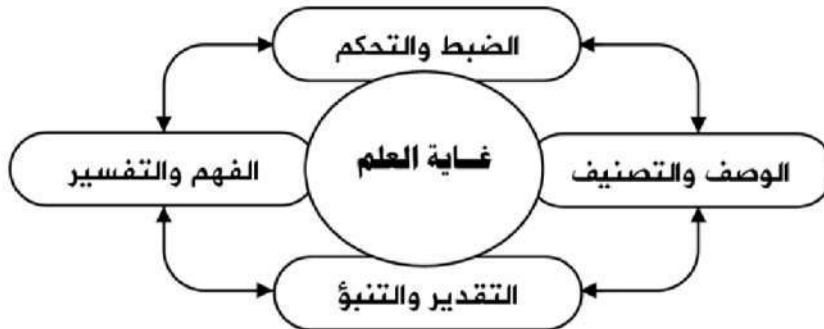 الضبط والتحكم
غاية العلم
الوصف والتصنيف
الفهم والتفسير
التقدير والتنبؤ